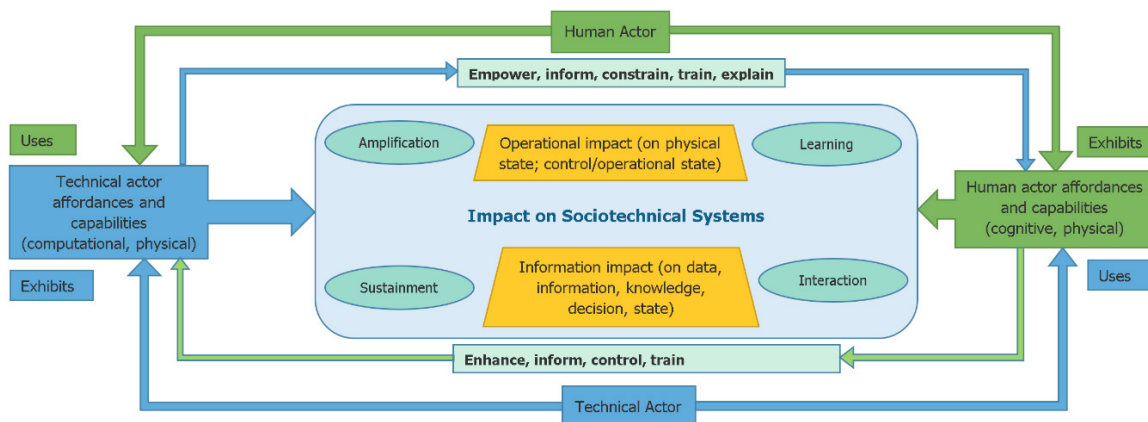 Human Actor
Empower, inform, constrain, train, explain
Uses
Exhibits
Amplification
Operational impact (on physical
state; control/operational state)
Learning
Technical actor
affordances and
capabilities
(computational, physical)
Human actor affordances
and capabilities
(cognitive, physical)
Impact on Sociotechnical Systems
Exhibits
Uses
Sustainment
Information impact (on data,
information, knowledge,
decision, state)
Interaction
Enhance, inform, control, train
Technical Actor